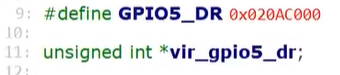 9: #define GPIO5_DR 0x020AC000
10:
11: unsigned int *vir_gpio5_dr;
12: